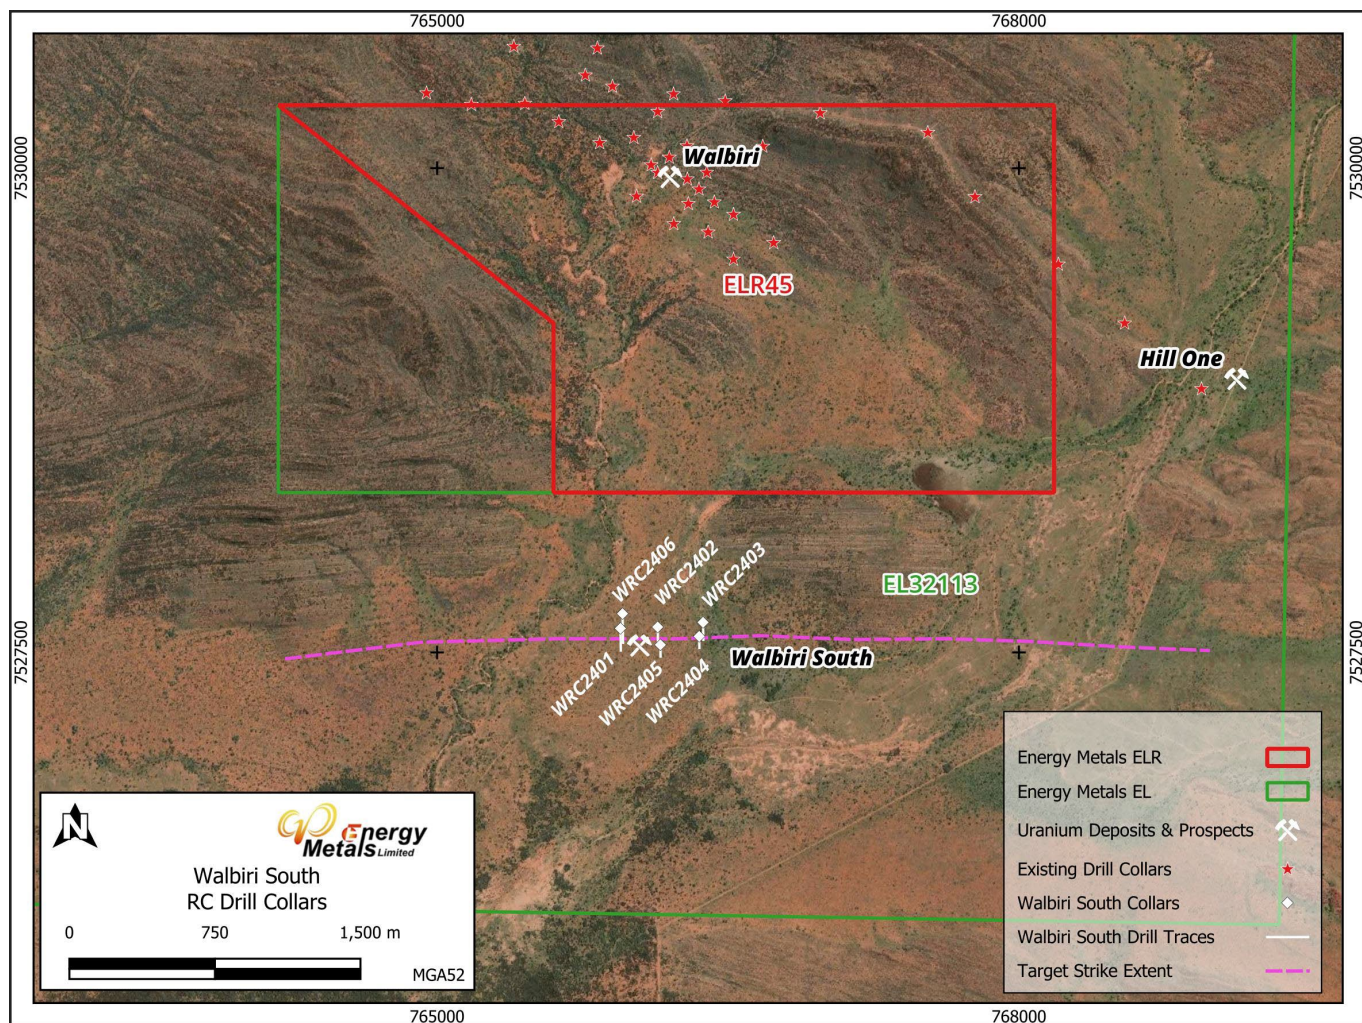 765000
768000
7530000
7530000
Walbiri
ELR45
Hill One
WRC2406
WRC2402
WRC2403
EL32113
7527500
7527500
Walbiri South
WRC2401
WRC2405
WRC2404
Energy Metals ELR
Energy Metals EL
Uranium Deposits & Prospects
Existing Drill Collars
Walbiri South Collars
Walbiri South Drill Traces
Target Strike Extent
N
Energy
Metals Limited
Walbiri South
RC Drill Collars
0 750 1,500 m
MGA52
765000
768000